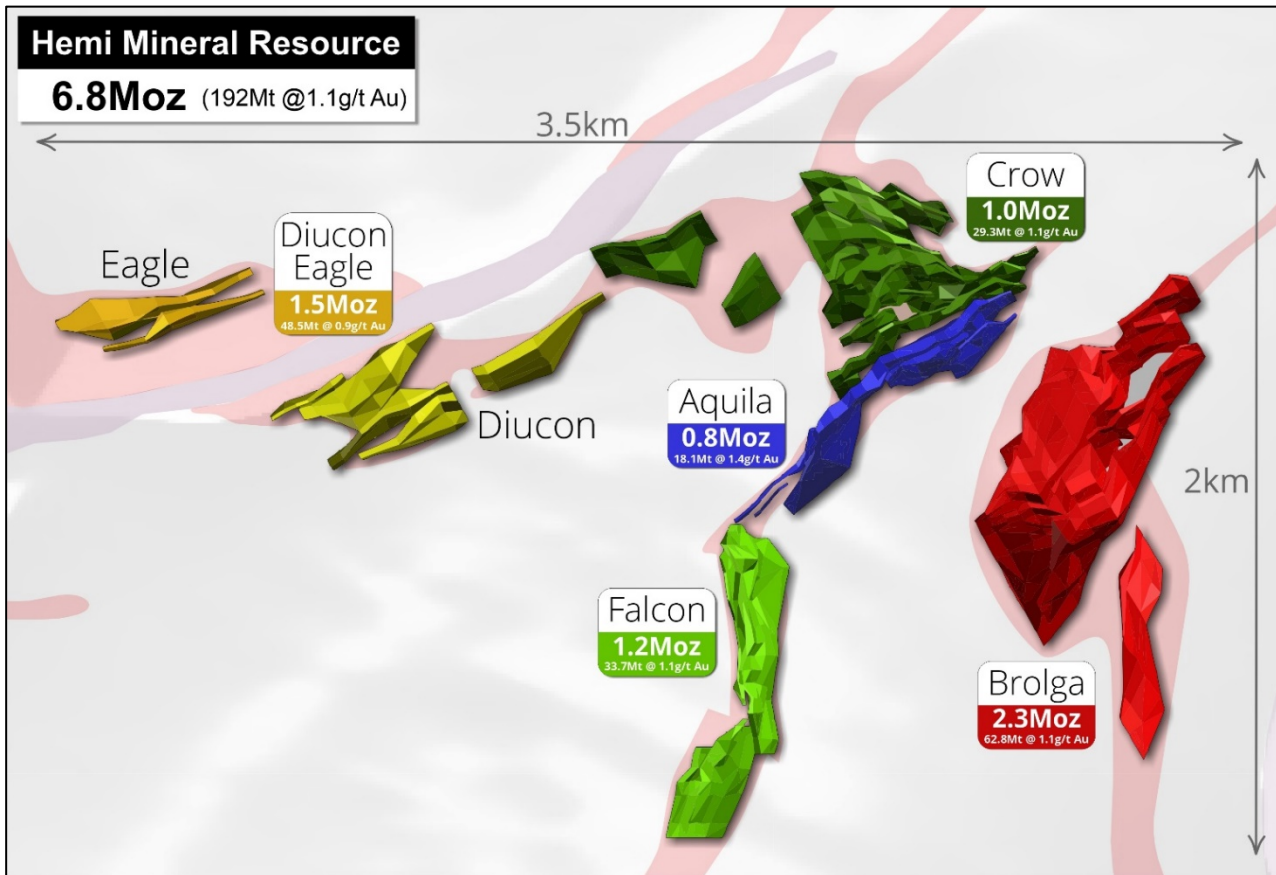 Hemi Mineral Resource
6.8Moz (192Mt @1.1g/t Au)
3.5km
Crow
1.0Moz
29.3Mt @ 1.1g/t Au
Eagle
Diucon
Eagle
1.5Moz
48.5Mt @ 0.9g/t Au
Diucon
Aquila
0.8Moz
18.1Mt @ 1.4g/t Au
2km
Falcon
1.2Moz
33.7Mt @ 1.1g/t Au
Brolga
2.3Moz
62.8Mt @ 1.1g/t Au